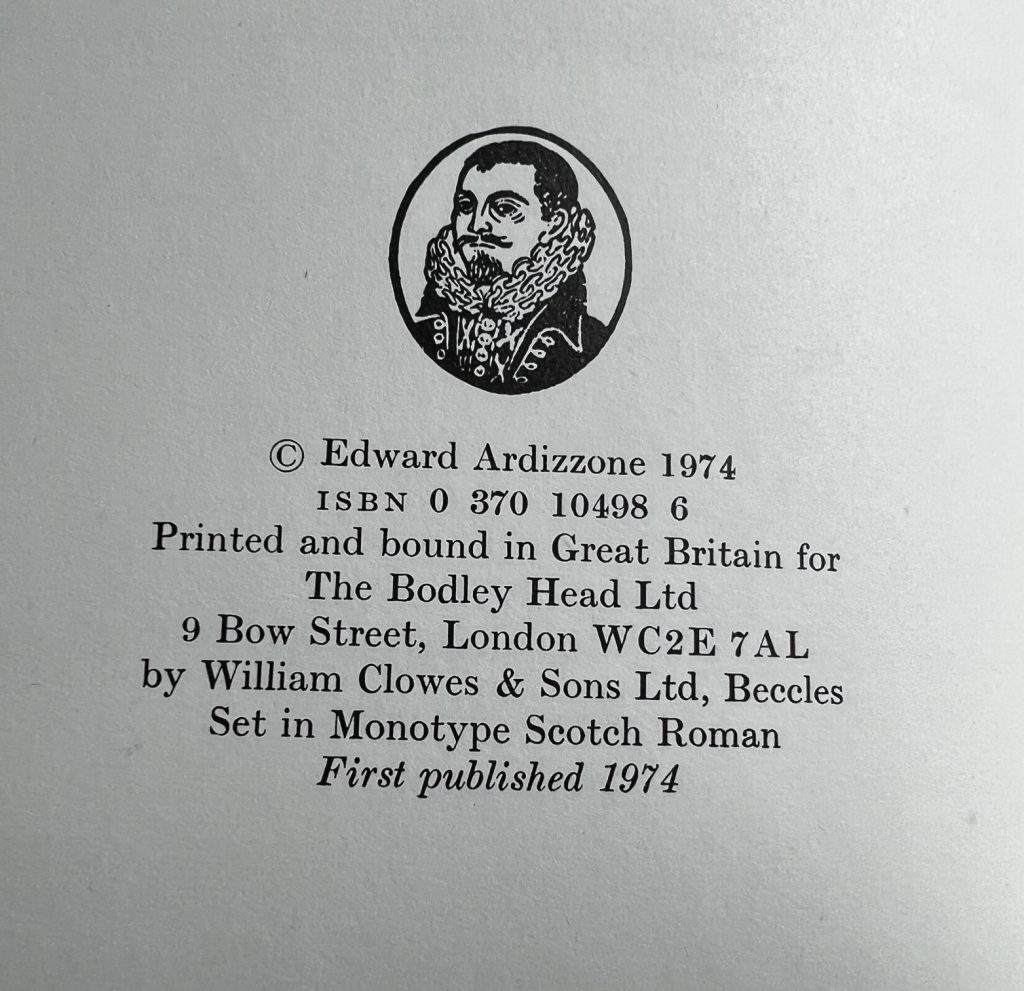 © Edward Ardizzone 1974
ISBN 0 370 10498 6
Printed and bound in Great Britain for
The Bodley Head Ltd
9 Bow Street, London WC2E 7AL
by William Clowes & Sons Ltd, Beccles
Set in Monotype Scotch Roman
First published 1974